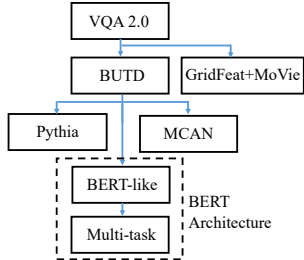 VQA 2.0
BUTD
GridFeat+MoVie
Pythia
MCAN
BERT-like
Multi-task
BERT
Architecture